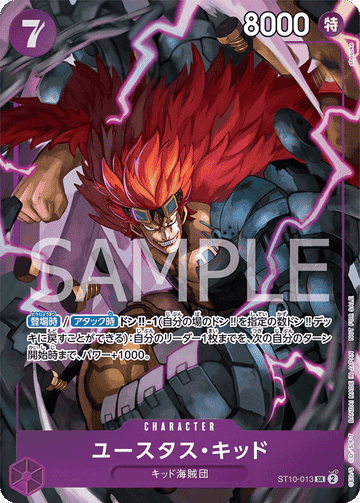 7
8000
特
SAMPLE
登場時 / アタック時 ドン!!-1(自分の場のドン!!を指定の数ドン!!デッ
キに戻すことができる):自分のリーダー1枚までを、次の自分のターン
開始時まで、パワー+1000。
CHARACTER
ユースタス・キッド
キッド海賊団
ST10-013 SR 2